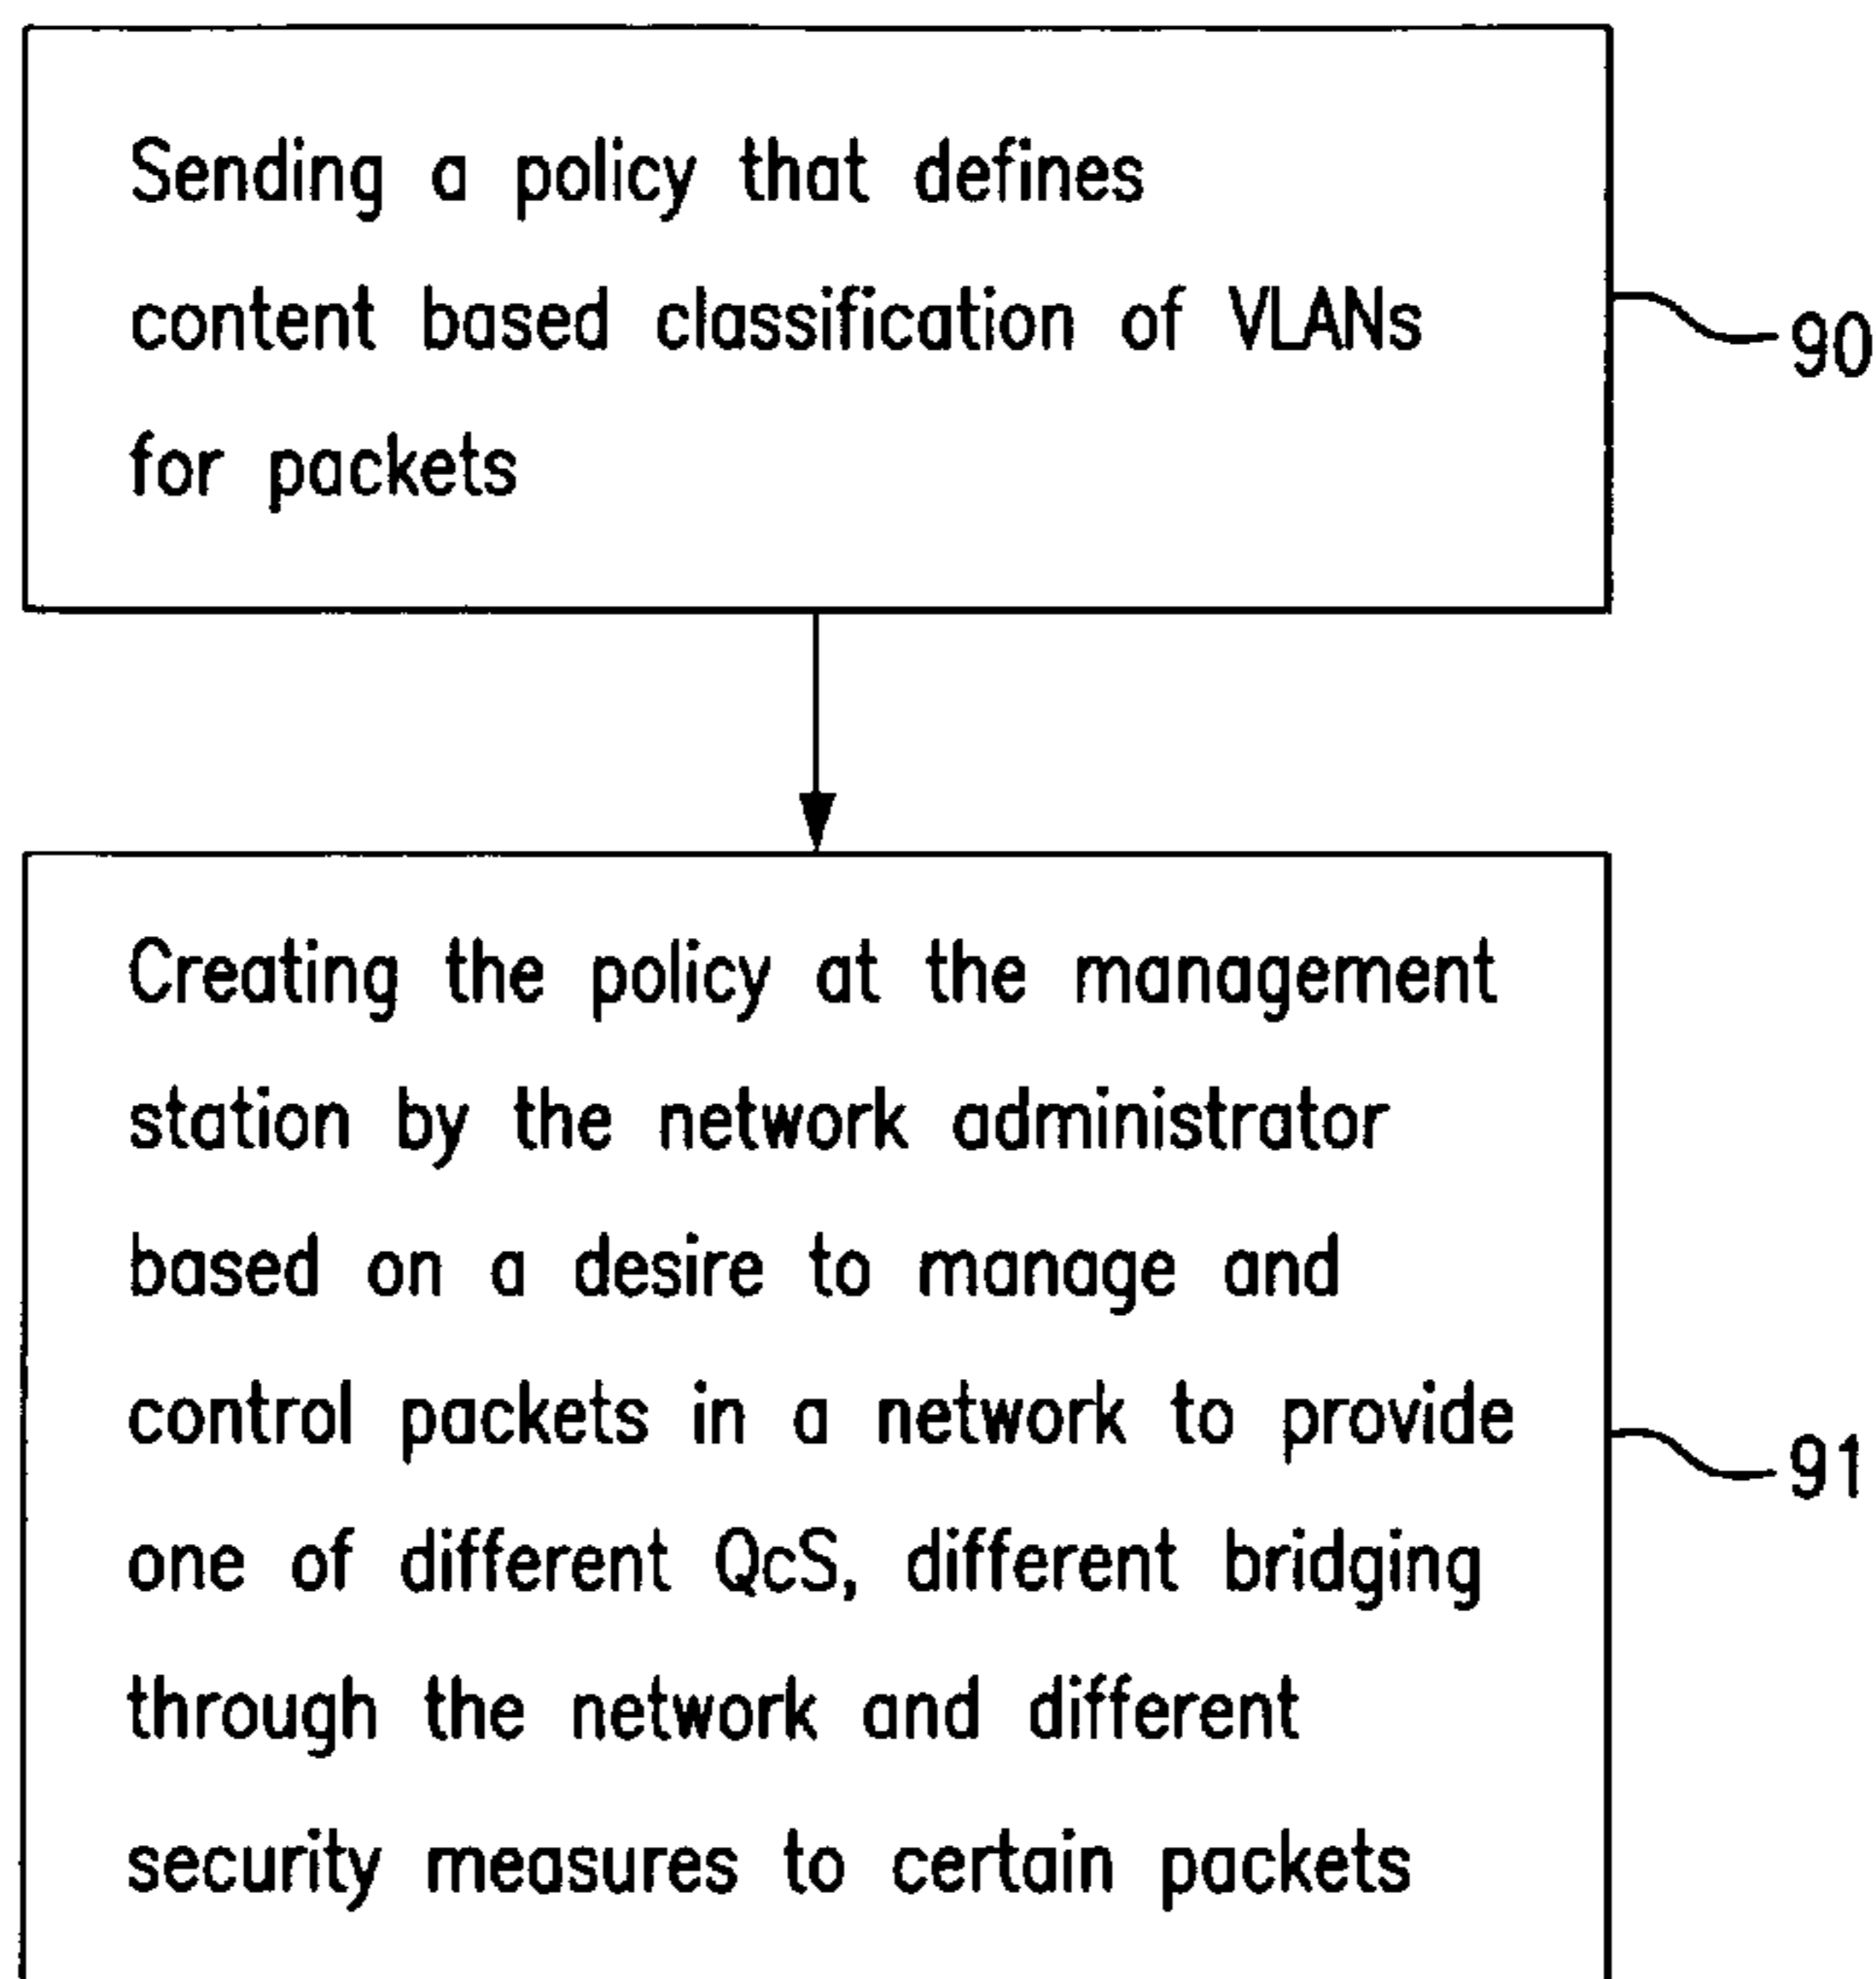 Sending a policy that defines
content based classification of VLANs
for packets
90
Creating the policy at the management
station by the network administrator
based on a desire to manage and
control packets in a network to provide
one of different QcS, different bridging
through the network and different
security measures to certain packets
91